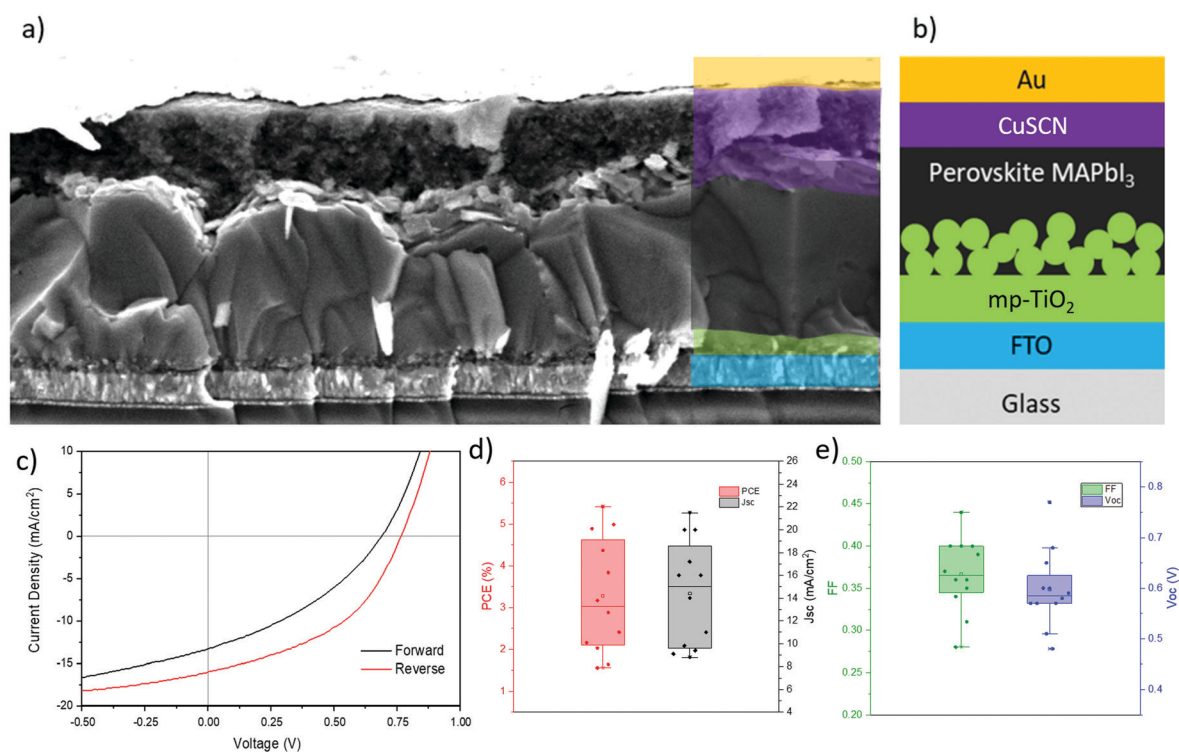 a)
b)
Au
CuSCN
Perovskite MAPbI₃
mp-TiO₂
FTO
Glass
c)
10
5
0
-5
-10
-15
-20
Current Density (mA/cm²)
Forward
Reverse
-0.50
-0.25
0.00
0.25
0.50
0.75
1.00
Voltage (V)
d)
6
5
4
3
2
1
PCE (%)
PCE
Jsc
26
24
22
20
18
16
14
12
10
8
6
4
Jsc (mA/cm²)
e)
0.50
0.45
0.40
0.35
0.30
0.25
0.20
FF
FF
Voc
0.8
0.7
0.6
0.5
0.4
Voc (V)